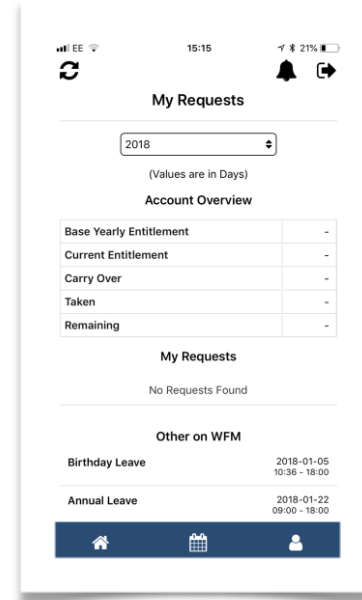 EE 15:15 21%
My Requests
2018
(Values are in Days)
Account Overview
Base Yearly Entitlement -
Current Entitlement -
Carry Over -
Taken -
Remaining -
My Requests
No Requests Found
Other on WFM
Birthday Leave 2018-01-05
10:36 - 18:00
Annual Leave 2018-01-22
09:00 - 18:00